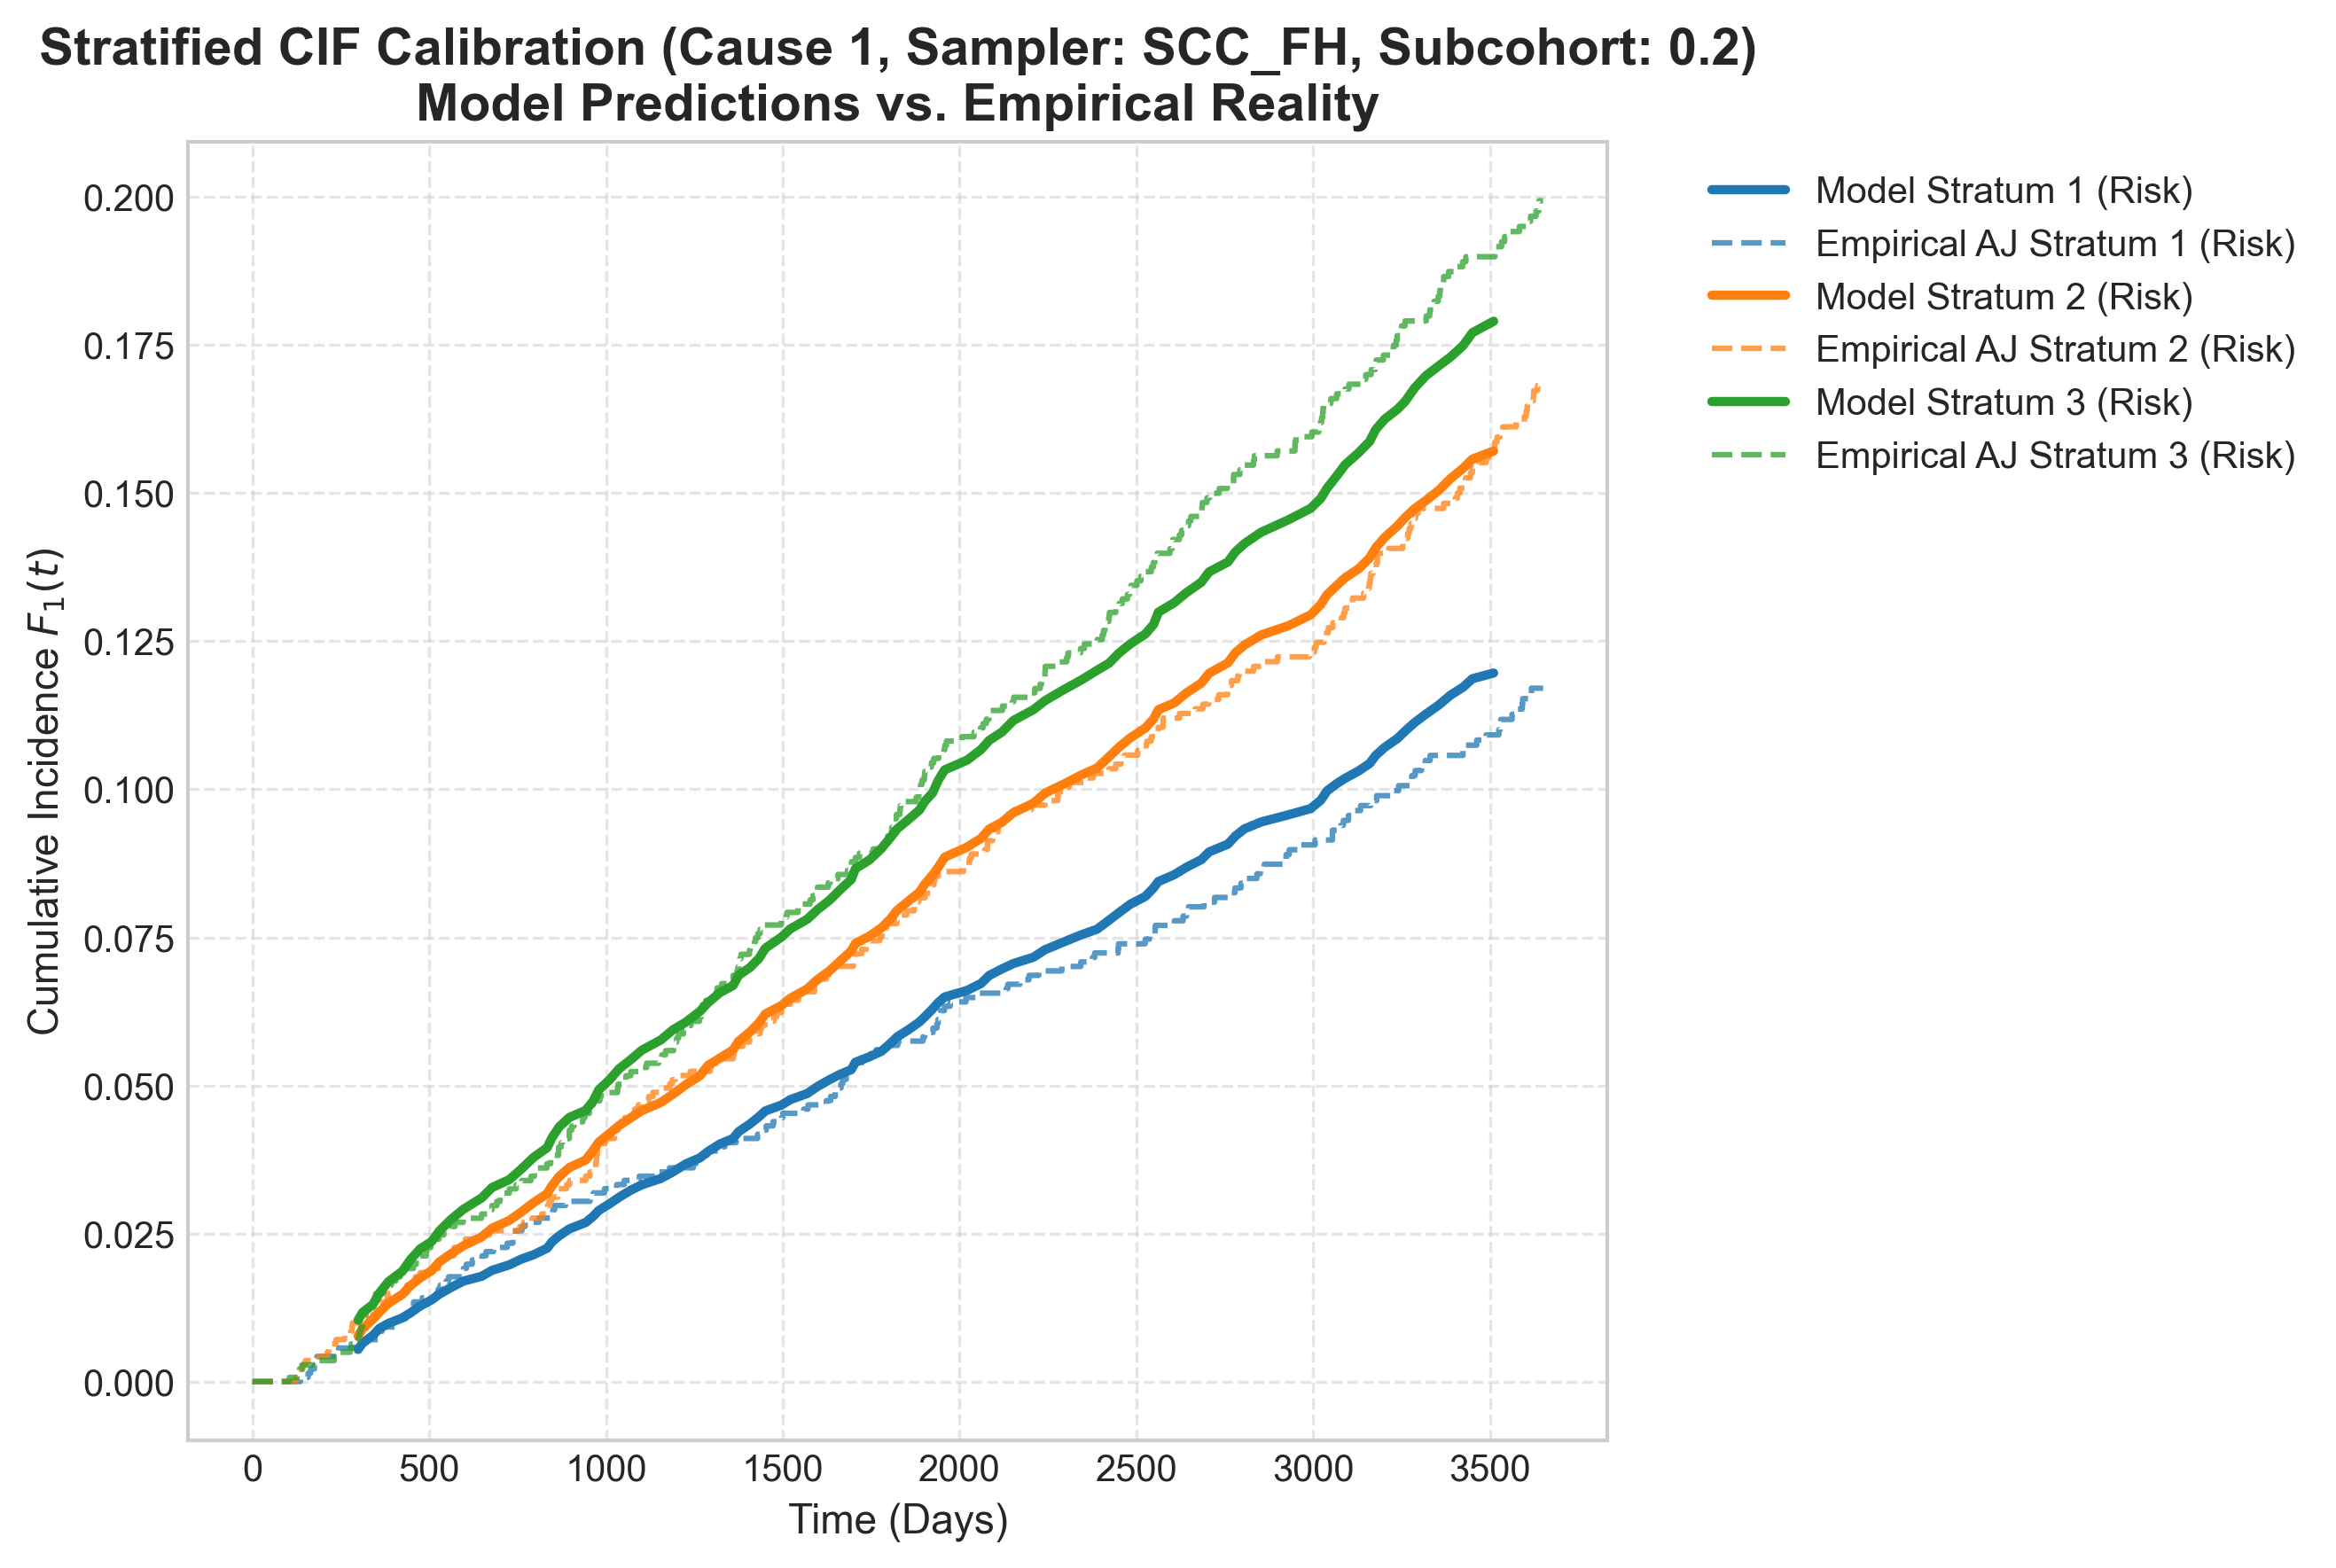 Stratified CIF Calibration (Cause 1, Sampler: SCC_FH, Subcohort: 0.2)
Model Predictions vs. Empirical Reality
Model Stratum 1 (Risk)
Empirical AJ Stratum 1 (Risk)
Model Stratum 2 (Risk)
Empirical AJ Stratum 2 (Risk)
Model Stratum 3 (Risk)
Empirical AJ Stratum 3 (Risk)
Cumulative Incidence F₁(t)
0.200
0.175
0.150
0.125
0.100
0.075
0.050
0.025
0.000
0 500 1000 1500 2000 2500 3000 3500
Time (Days)